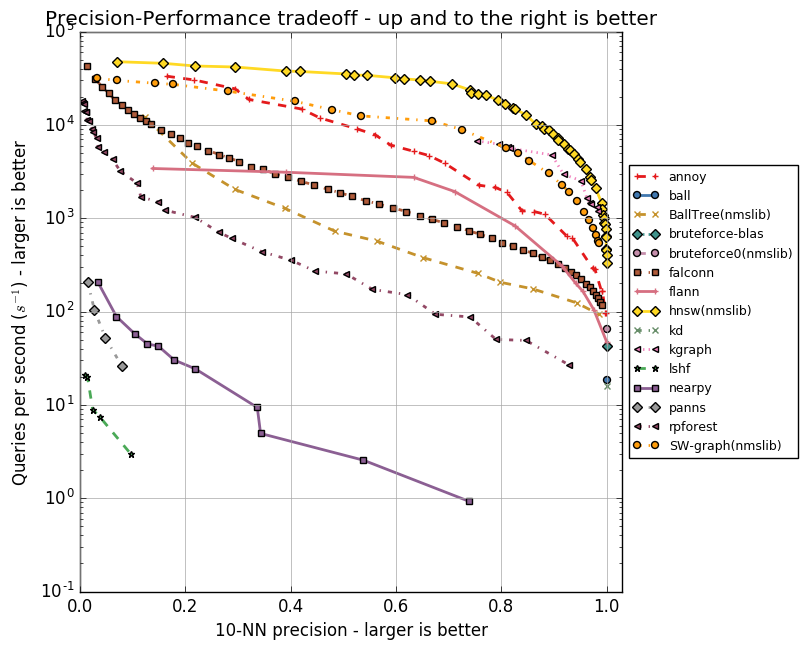 Precision-Performance tradeoff - up and to the right is better
Queries per second (s⁻¹) - larger is better
10⁵
10⁴
10³
10²
10¹
10⁰
10⁻¹
0.0 0.2 0.4 0.6 0.8 1.0
10-NN precision - larger is better
annoy
ball
BallTree(nmslib)
bruteforce-blas
bruteforce0(nmslib)
falconn
flann
hnsw(nmslib)
kd
kgraph
lshf
nearpy
panns
rpforest
SW-graph(nmslib)